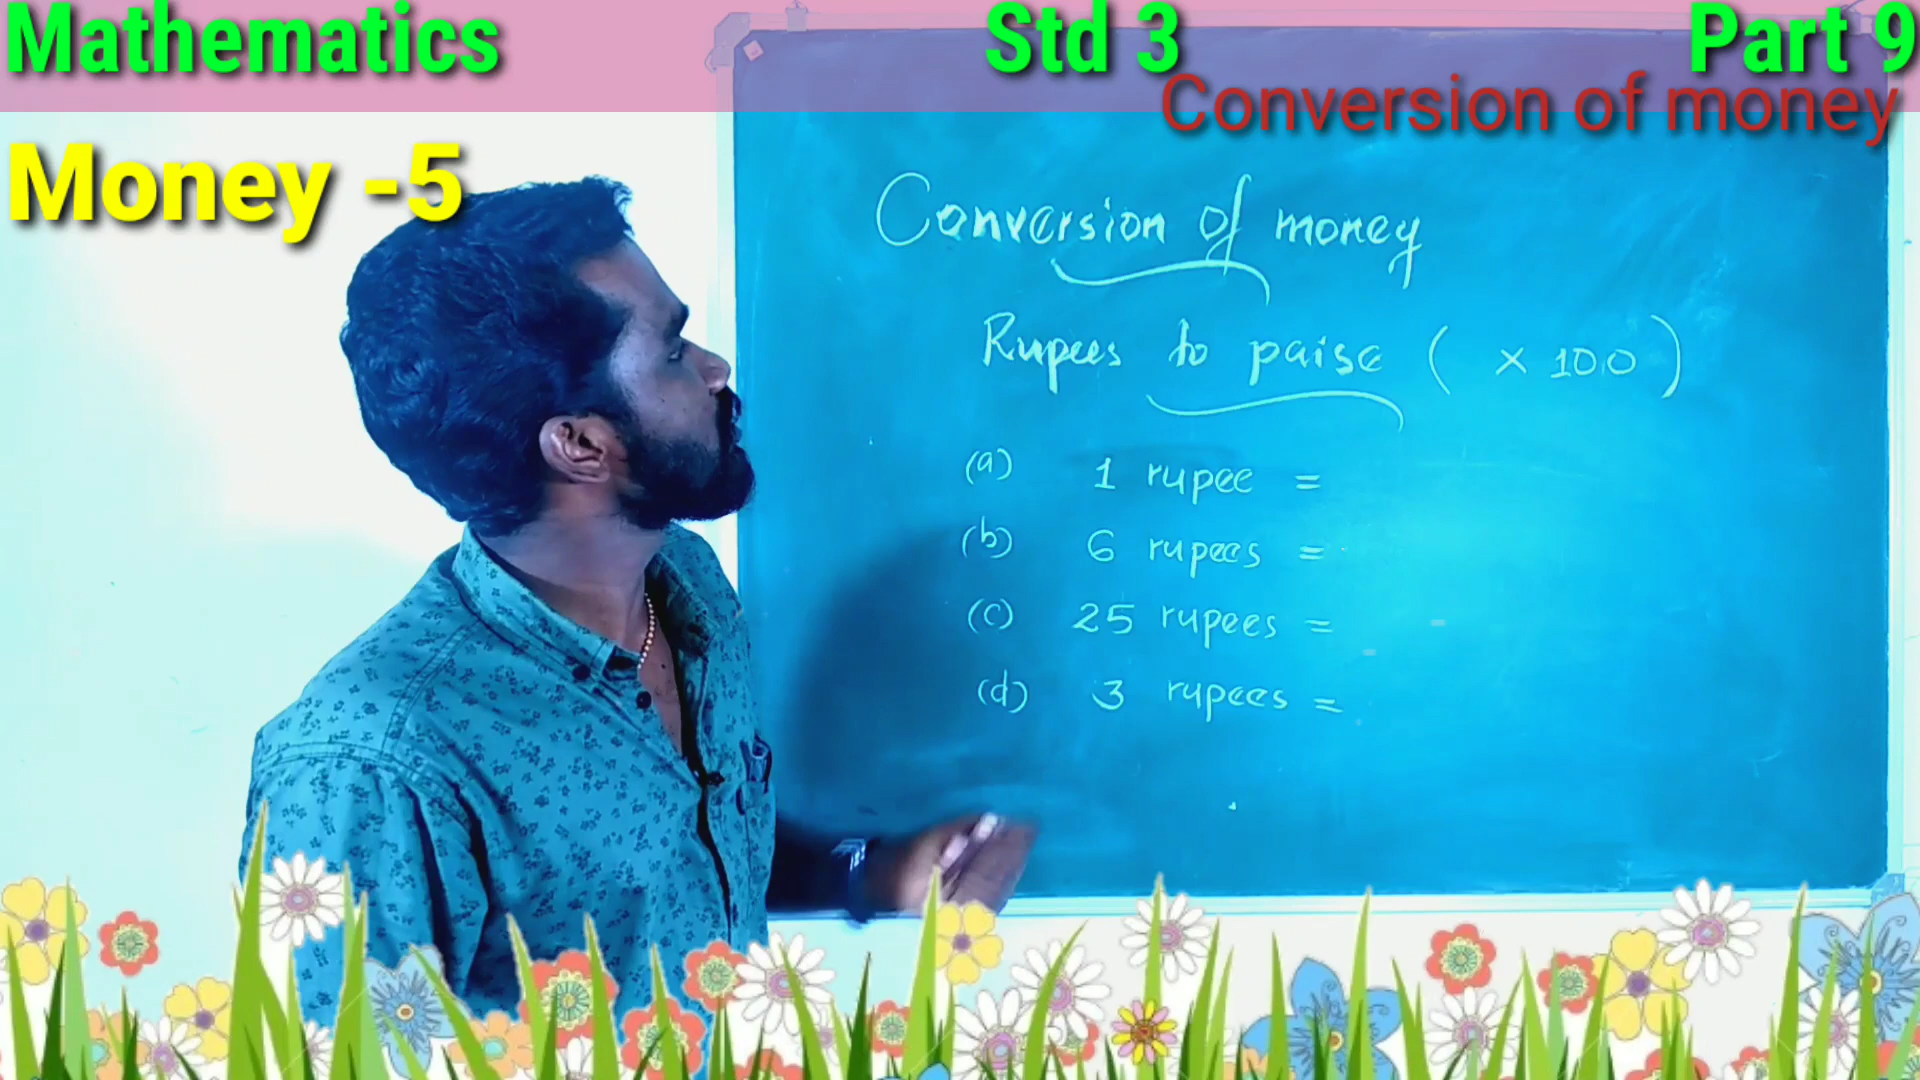 Mathematics Std 3 Part 9
Conversion of money
Money -5
Conversion of money
Rupees to paise ( × 100 )
(a) 1 rupee =
(b) 6 rupees =
(c) 25 rupees =
(d) 3 rupees =